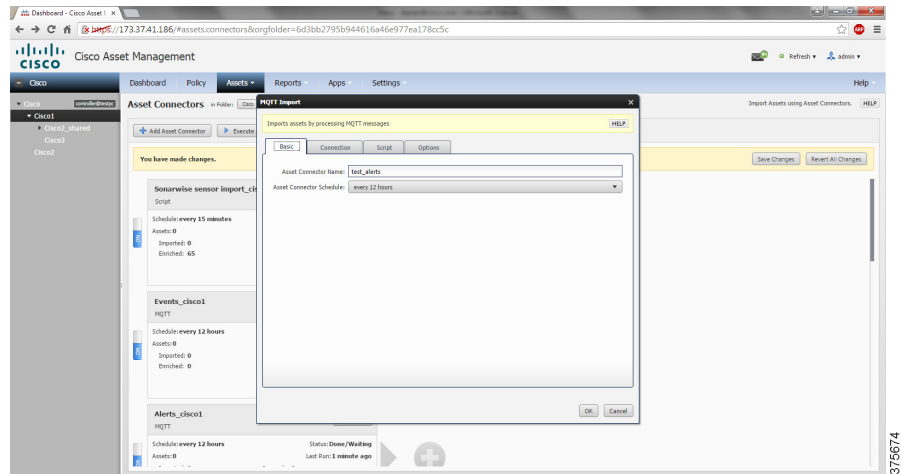 Dashboard - Cisco Asset M
https://173.37.41.186/#assets.connectors&orgfolder=6d3bb2795b944616a46e977ea178cc5c
ABP
CISCO
Cisco Asset Management
Refresh
admin
Cisco
Dashboard Policy Assets Reports Apps Settings
Help
Cisco
Cisco1
Cisco2_shared
Cisco3
Cisco2
Asset Connectors in Folder: Cisco
Import Assets using Asset Connectors. HELP
Add Asset Connector Execute
You have made changes.
Save Changes Revert All Changes
MQTT Import
Imports assets by processing MQTT messages
HELP
Basic Connection Script Options
Asset Connector Name: test_alerts
Asset Connector Schedule: every 12 hours
OK Cancel
Sonarwise sensor import_cis
Script
Schedule: every 15 minutes
Assets: 0
Imported: 0
Enriched: 65
Events_cisco1
MQTT
Schedule: every 12 hours
Assets: 0
Imported: 0
Enriched: 0
Alerts_cisco1
MQTT
Schedule: every 12 hours
Status: Done/Waiting
Assets: 0
Last Run: 1 minute ago
375674